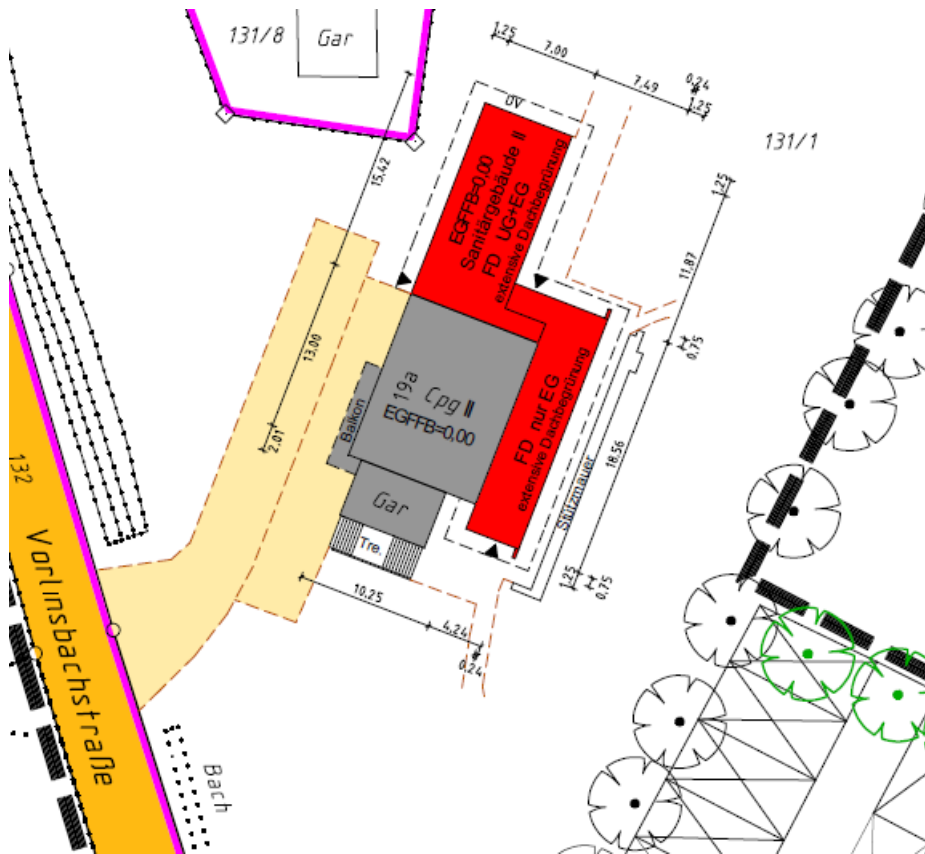 131/8
Gar
1,25
7,00
7,49
0,24
1,25
131/1
ÜV
15,42
EGFFB=0,00
Sanitärgebäude II
FD UG+EG
extensive Dachbegrünung
1,25
11,87
0,75
13,00
2,01
19a
Cpg II
EGFFB=0,00
Balkon
FD nur EG
extensive Dachbegrünung
18,56
Stützmauer
Gar
Tre.
10,25
4,24
0,24
1,25
0,75
132
Vorlinsbachstraße
Bach